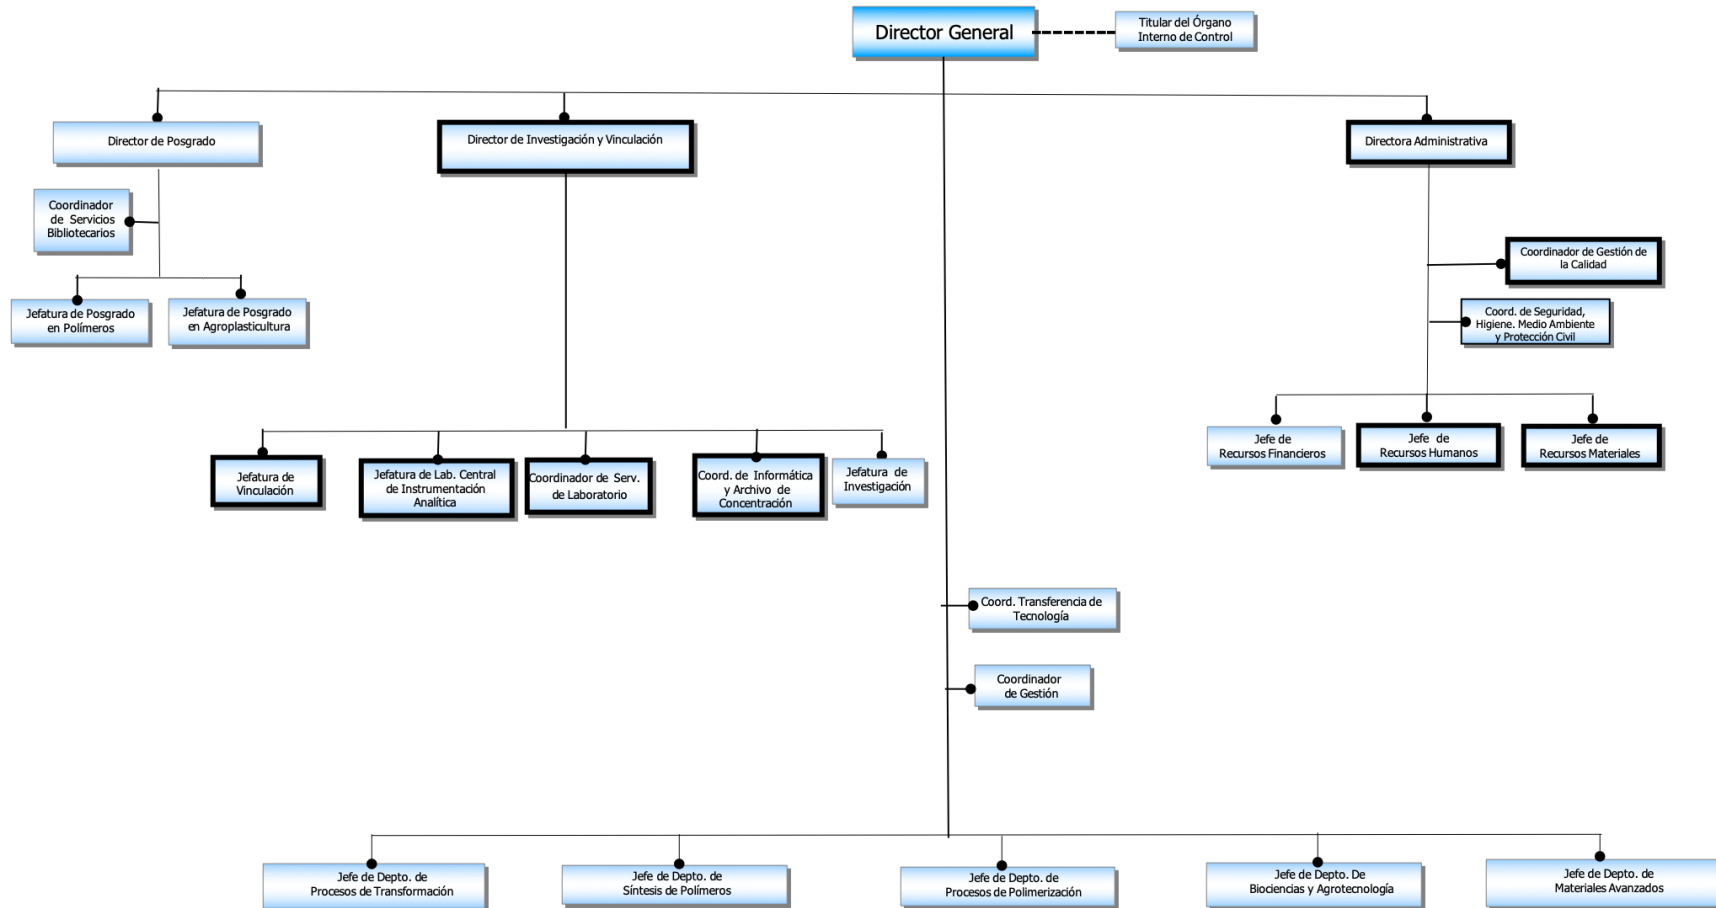 Director General
Titular del Órgano
Interno de Control
Director de Posgrado
Director de Investigación y Vinculación
Directora Administrativa
Coordinador
de Servicios
Bibliotecarios
Jefatura de Posgrado
en Polímeros
Jefatura de Posgrado
en Agroplasticultura
Coordinador de Gestión de
la Calidad
Coord. de Seguridad,
Higiene. Medio Ambiente
y Protección Civil
Jefe de
Recursos Financieros
Jefe de
Recursos Humanos
Jefe de
Recursos Materiales
Jefatura de
Vinculación
Jefatura de Lab. Central
de Instrumentación
Analítica
Coordinador de Serv.
de Laboratorio
Coord. de Informática
y Archivo de
Concentración
Jefatura de
Investigación
Coord. Transferencia de
Tecnología
Coordinador
de Gestión
Jefe de Depto. de
Procesos de Transformación
Jefe de Depto. de
Síntesis de Polímeros
Jefe de Depto. de
Procesos de Polimerización
Jefe de Depto. De
Biociencias y Agrotecnología
Jefe de Depto. de
Materiales Avanzados